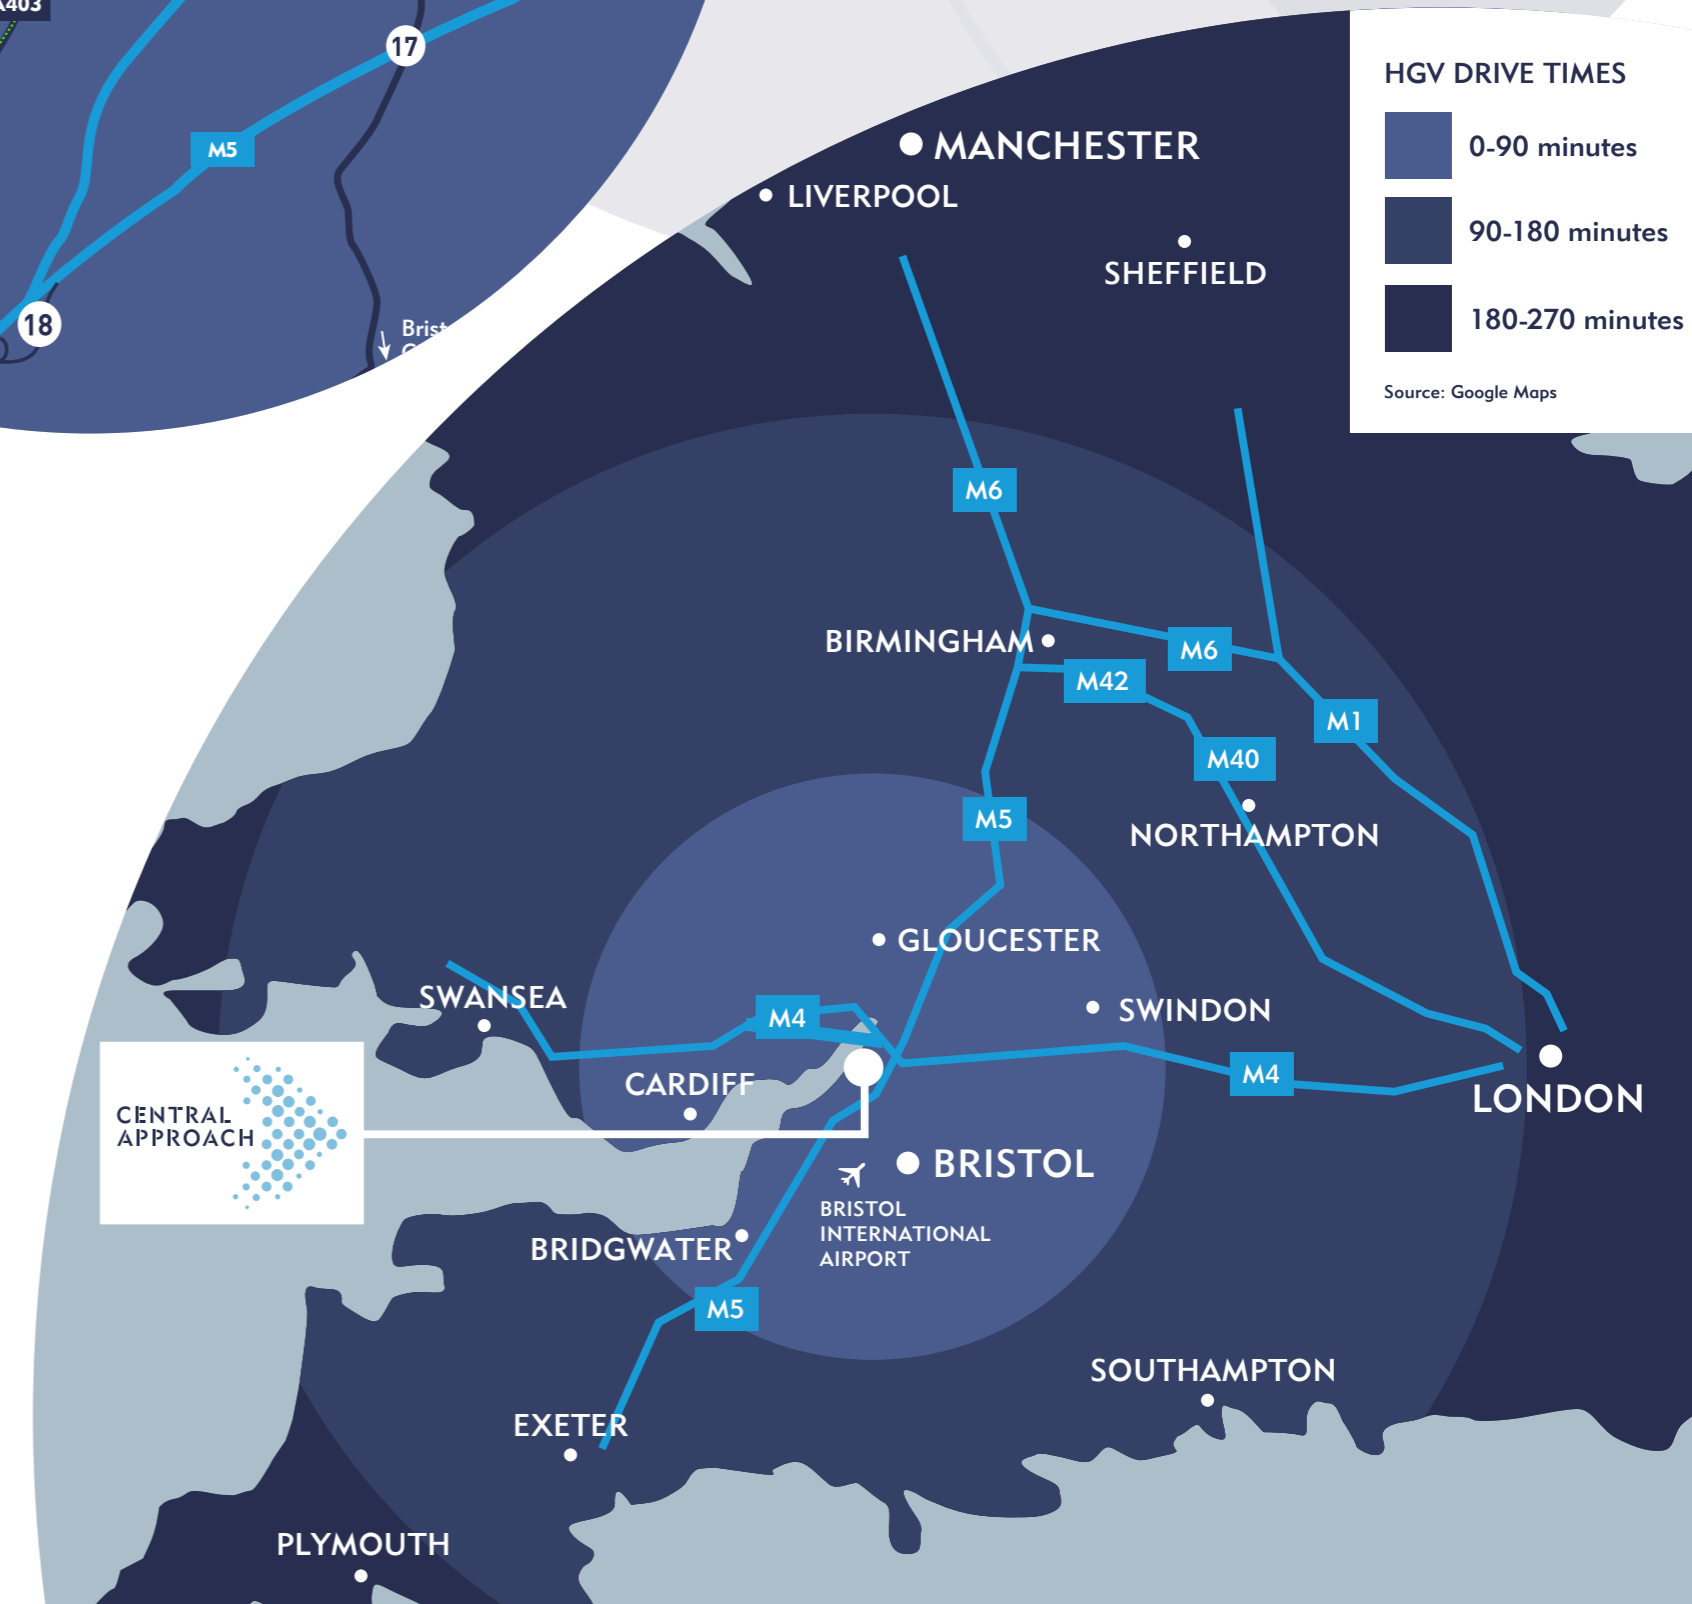 A403
17
M5
18
HGV DRIVE TIMES
0-90 minutes
90-180 minutes
180-270 minutes
Source: Google Maps
MANCHESTER
LIVERPOOL
SHEFFIELD
M6
BIRMINGHAM
M6
M42
M1
M40
M5
NORTHAMPTON
GLOUCESTER
SWANSEA
M4
SWINDON
CARDIFF
M4
LONDON
CENTRAL
APPROACH
BRISTOL
BRISTOL
INTERNATIONAL
AIRPORT
BRIDGWATER
M5
SOUTHAMPTON
EXETER
PLYMOUTH